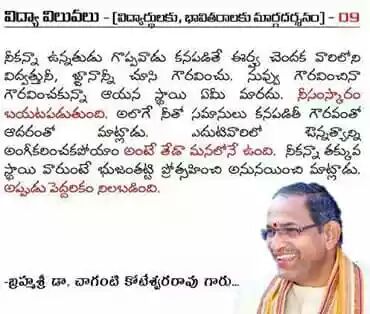 విద్యా విలువలు - [విద్యార్థులకు, భావితరాలకు మార్గదర్శనం] - 09
నీకన్నా ఉన్నతుడు గొప్పవాడు కనపడితే ఈర్ష్య చెందక వారిలోని
విద్వత్తునీ, జ్ఞానాన్నీ చూసి గౌరవించు. నువ్వు గౌరవించినా
గౌరవించకున్నా ఆయన స్థాయి ఏమీ మారదు. నీసంస్కారం
బయటపడుతుంది. అలాగే నీతో సమానులు కనపడితే గౌరవంతో
ఆదరంతో మాట్లాడు. ఎదుటివారిలో ఔన్నత్యాన్ని
అంగీకరించకపోయాం అంటే తేడా మనలోనే ఉంది. నీకన్నా తక్కువ
స్థాయి వారుంటే భుజంతట్టి ప్రోత్సహించి అనునయించి మాట్లాడు.
అప్పుడు పెద్దరికం నిలబడింది.
-బ్రహ్మశ్రీ డా. చాగంటి కోటేశ్వరరావు గారు...